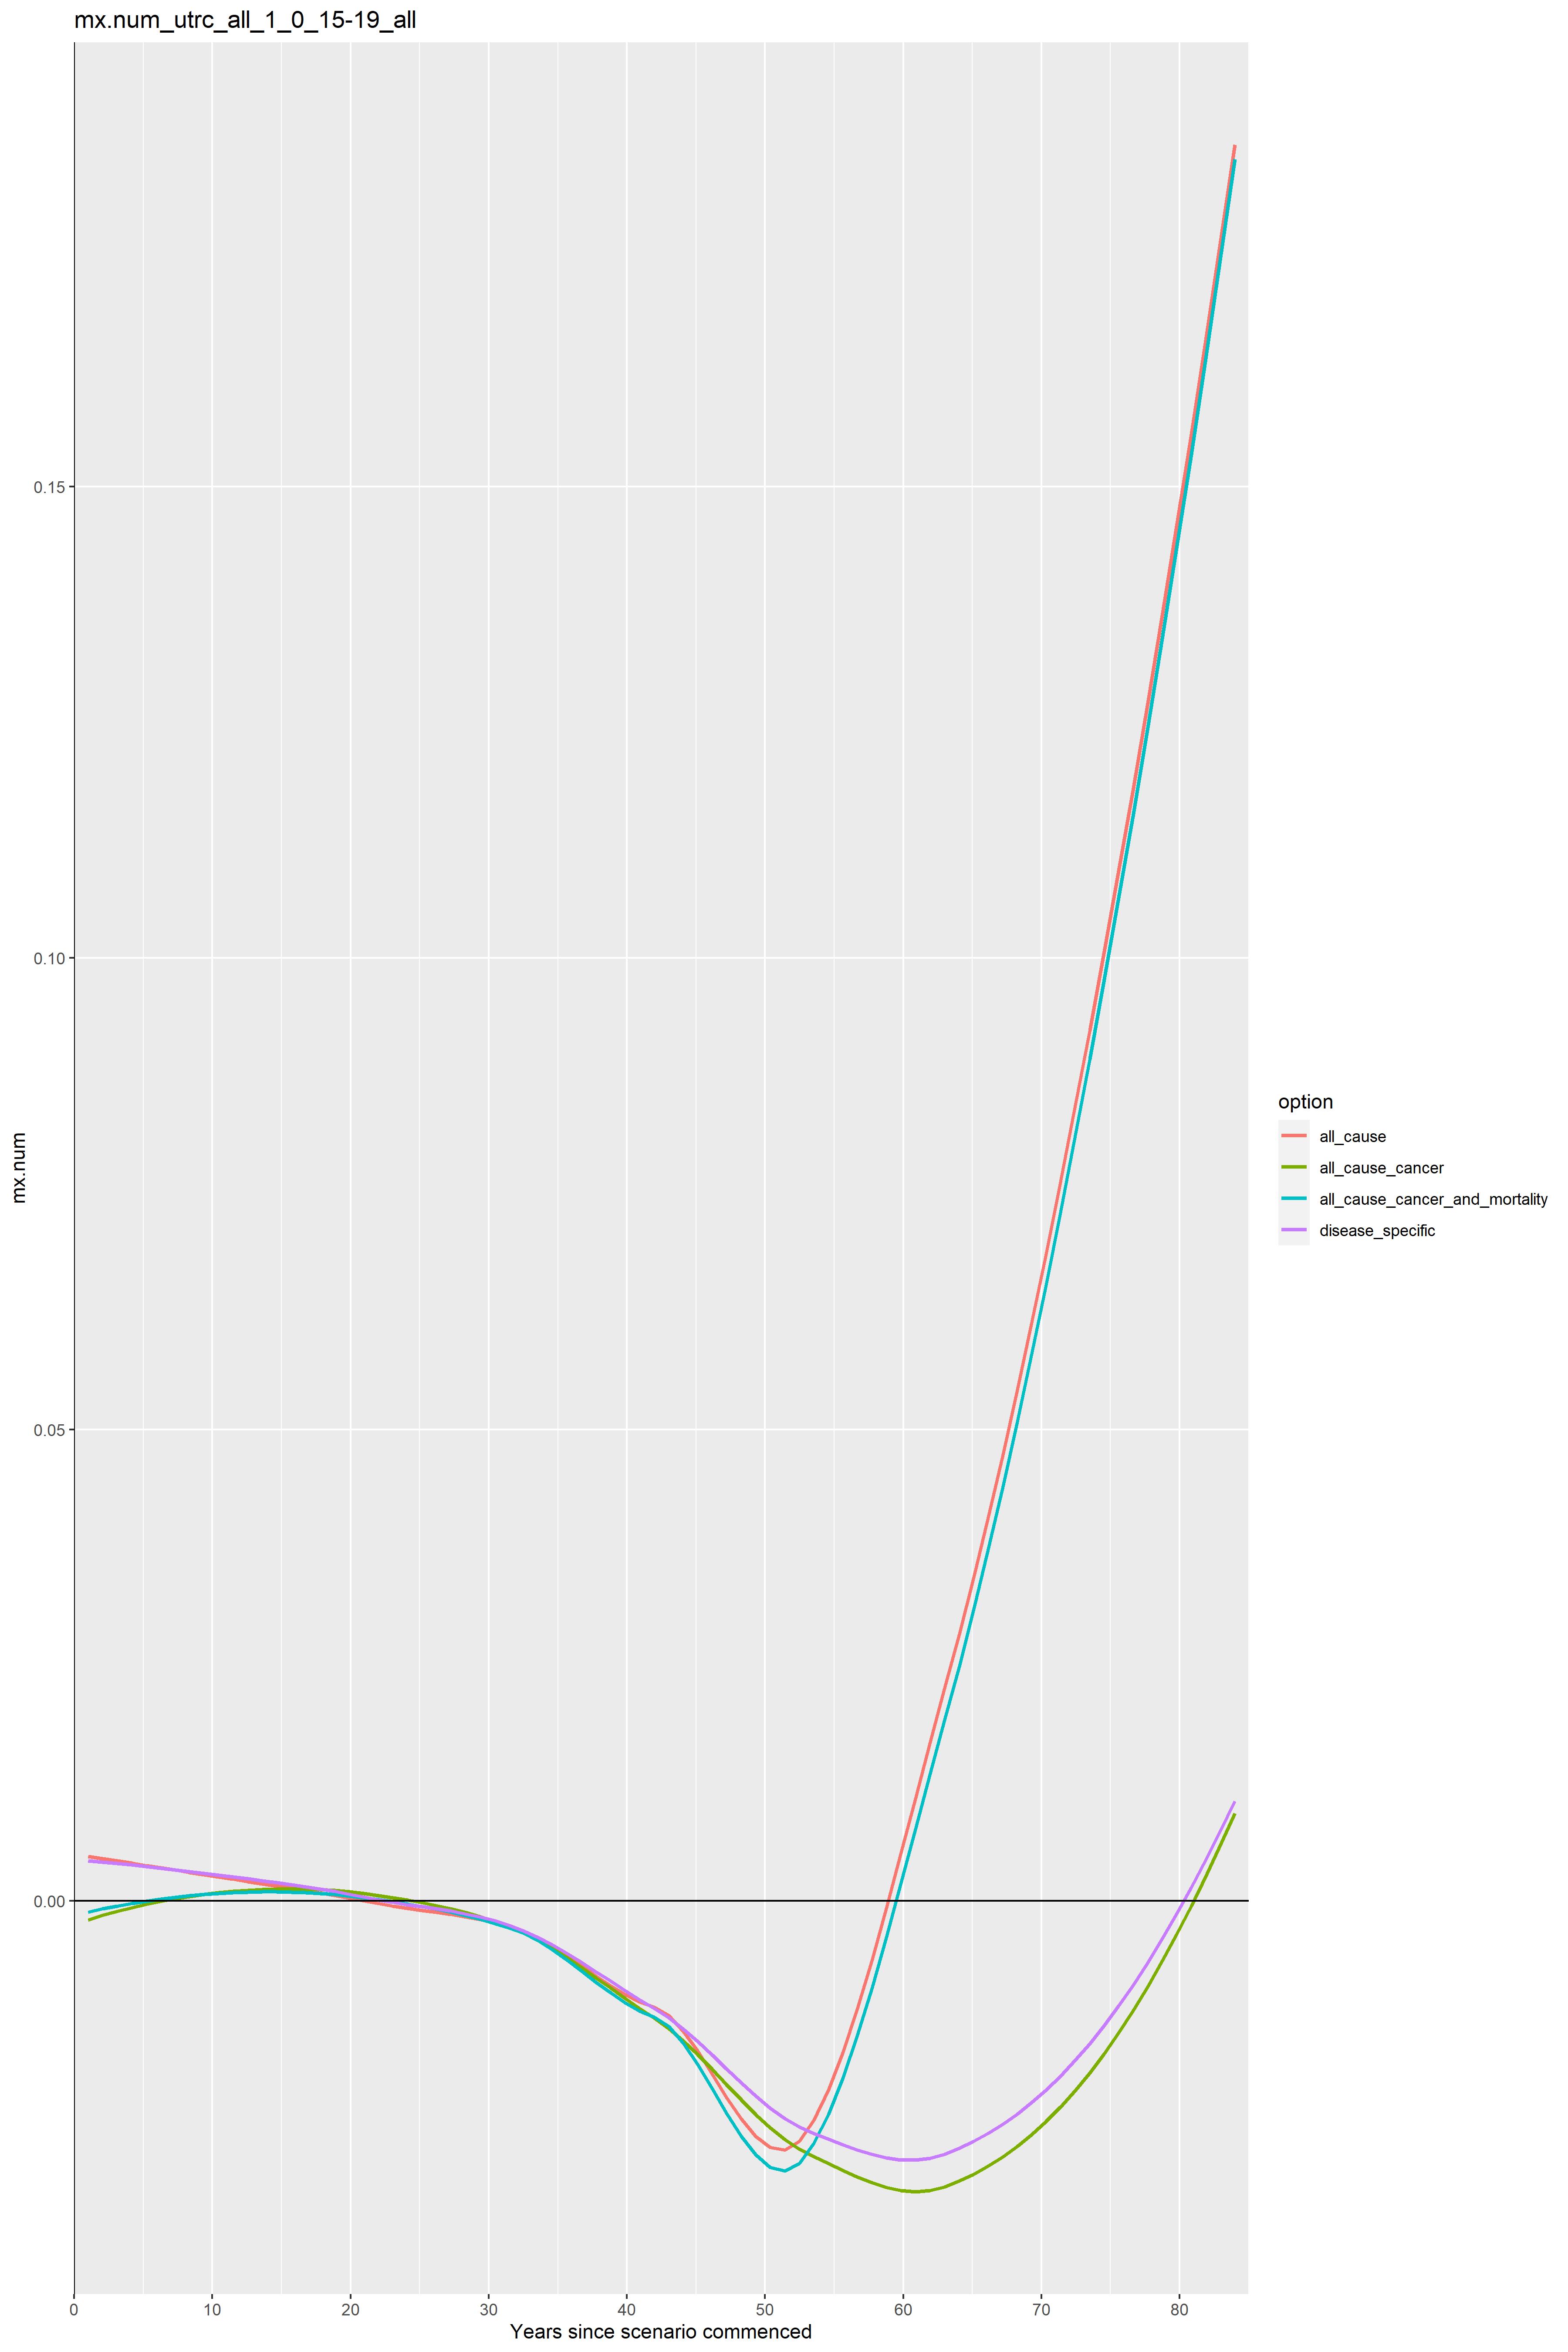 mx.num_utrc_all_1_0_15-19_all
mx.num
0.15
0.10
0.05
0.00
0 10 20 30 40 50 60 70 80
Years since scenario commenced
option
all_cause
all_cause_cancer
all_cause_cancer_and_mortality
disease_specific